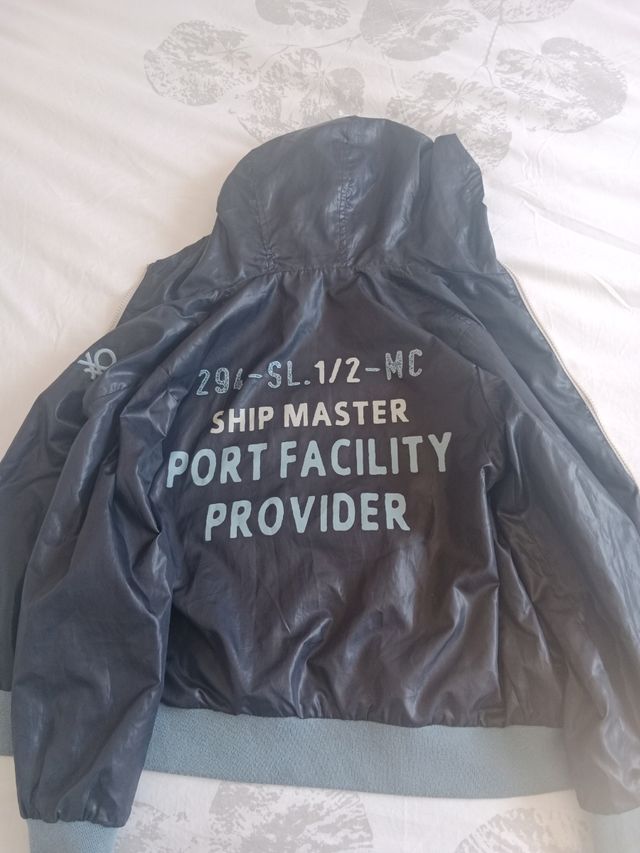 294-SL.1/2-MC
SHIP MASTER
PORT FACILITY
PROVIDER